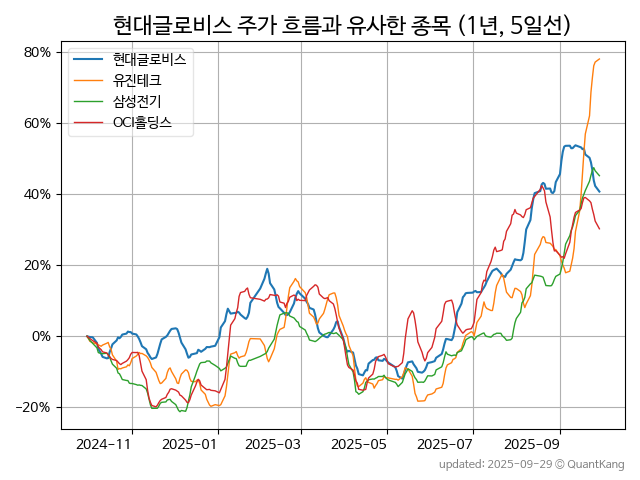 현대글로비스 주가 흐름과 유사한 종목 (1년, 5일선)
현대글로비스
유진테크
삼성전기
OCI홀딩스
80%
60%
40%
20%
0%
−20%
2024-11
2025-01
2025-03
2025-05
2025-07
2025-09
updated: 2025-09-29 © QuantKang